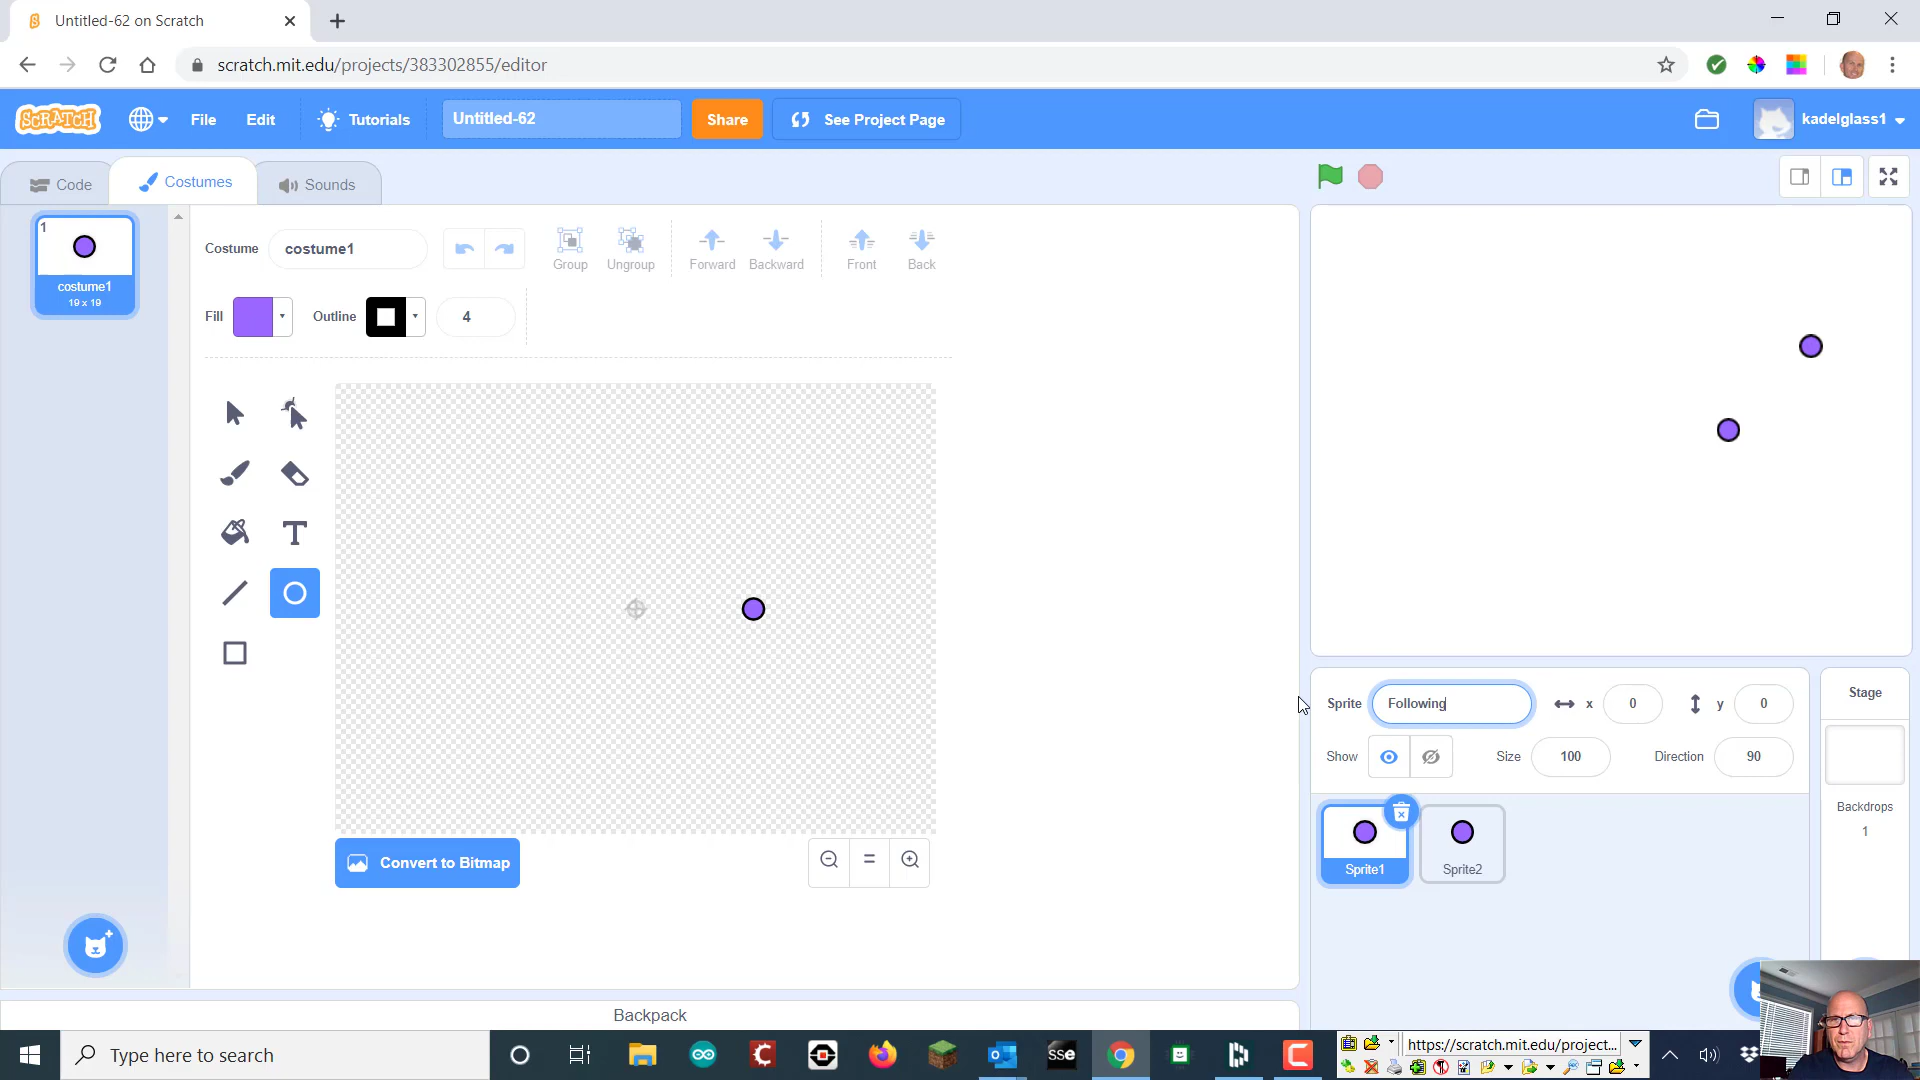 Untitled-62 on Scratch
scratch.mit.edu/projects/383302855/editor
SCRATCH
File
Edit
Tutorials
Untitled-62
Share
See Project Page
kadelglass1
Code
Costumes
Sounds
1
costume1
19 x 19
Costume
costume1
Group
Ungroup
Forward
Backward
Front
Back
Fill
Outline
4
T
Convert to Bitmap
Sprite
Following
x
0
y
0
Show
Size
100
Direction
90
Sprite1
Sprite2
Stage
Backdrops
1
Backpack
Type here to search
SSe
https://scratch.mit.edu/project...